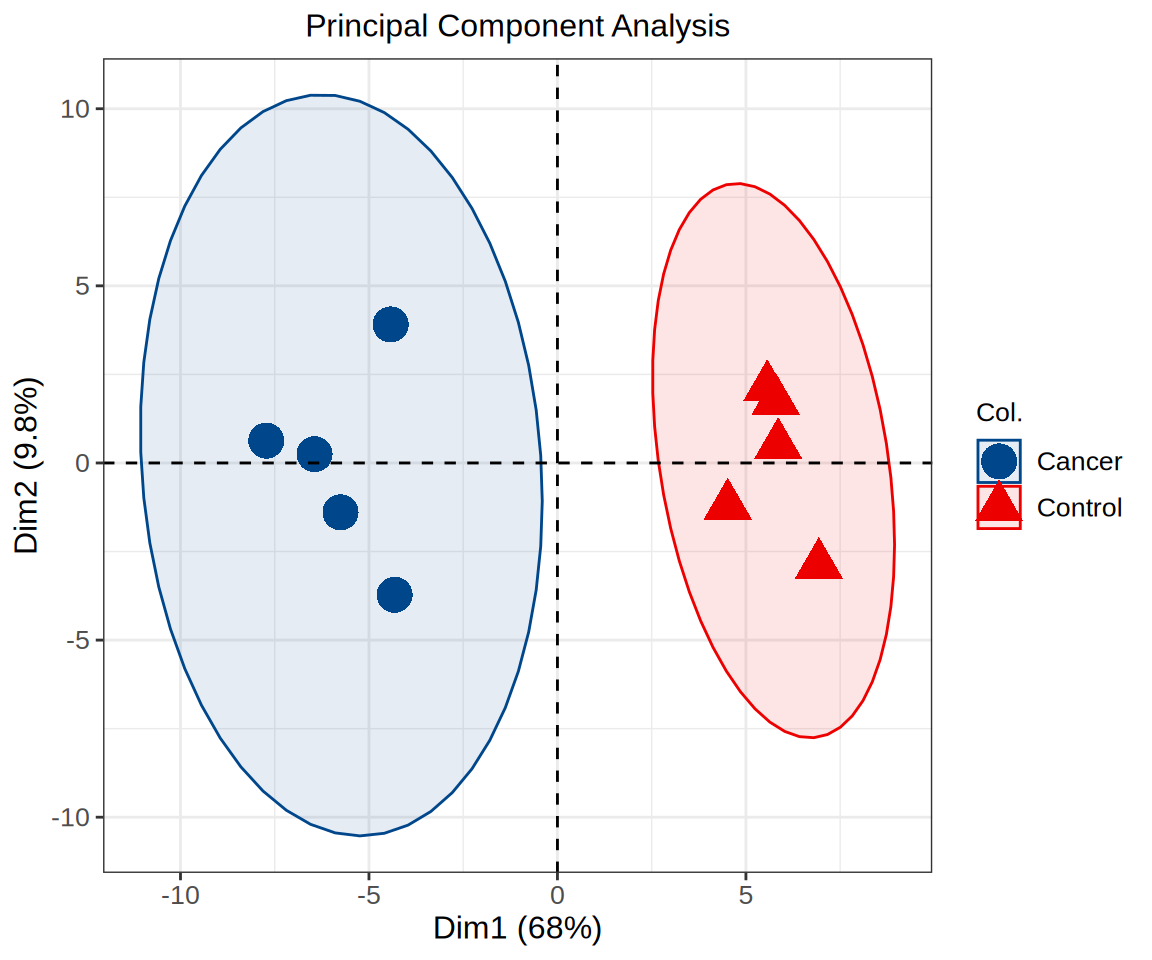 Principal Component Analysis
10
5
0
-5
-10
Dim2 (9.8%)
-10
-5
0
5
Dim1 (68%)
Col.
Cancer
Control